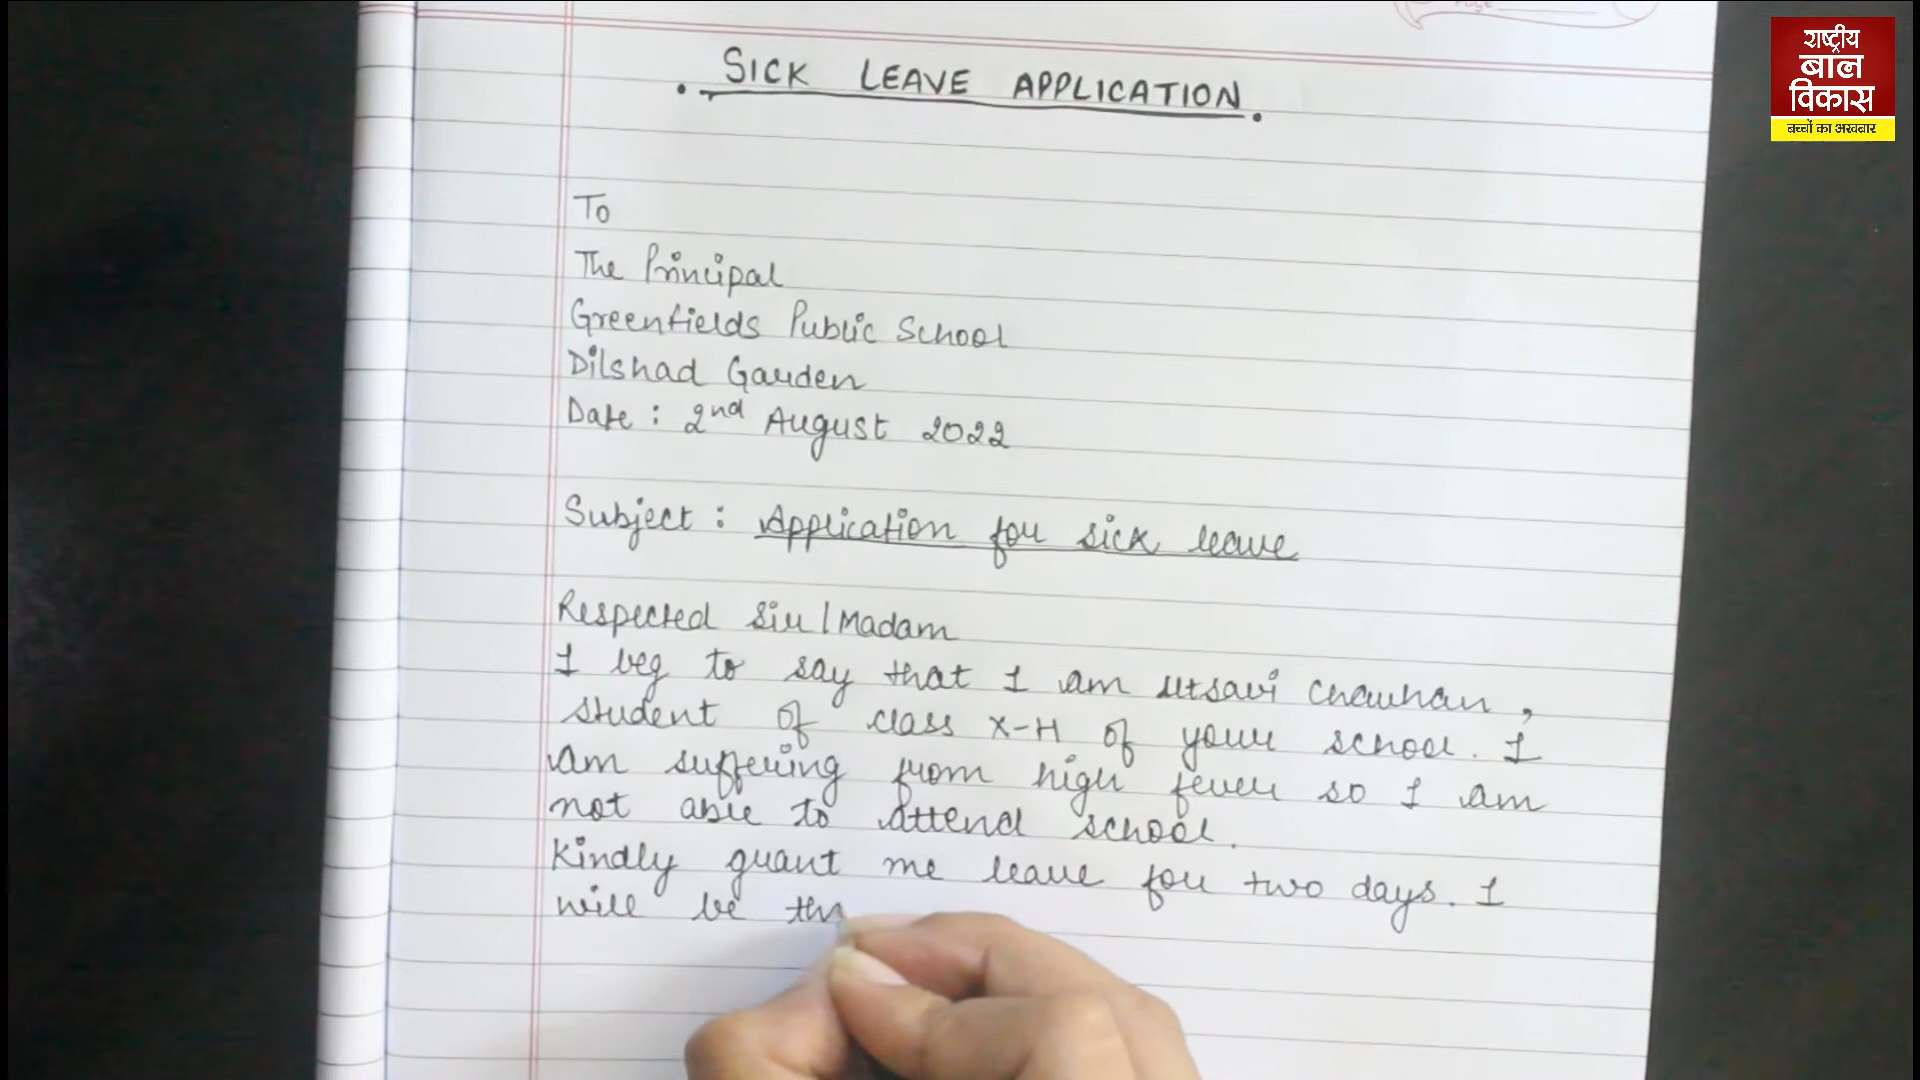 राष्ट्रीय
बाल
विकास
बच्चों का अखबार
SICK LEAVE APPLICATION
To
The Principal
Greenfields Public School
Dilshad Garden
Date : 2nd August 2022
Subject : Application for sick leave
Respected Sir/Madam
I beg to say that I am Utsavi Chauhan,
student of class X-H of your school. I
am suffering from high fever so I am
not able to attend school.
Kindly grant me leave for two days. I
will be th